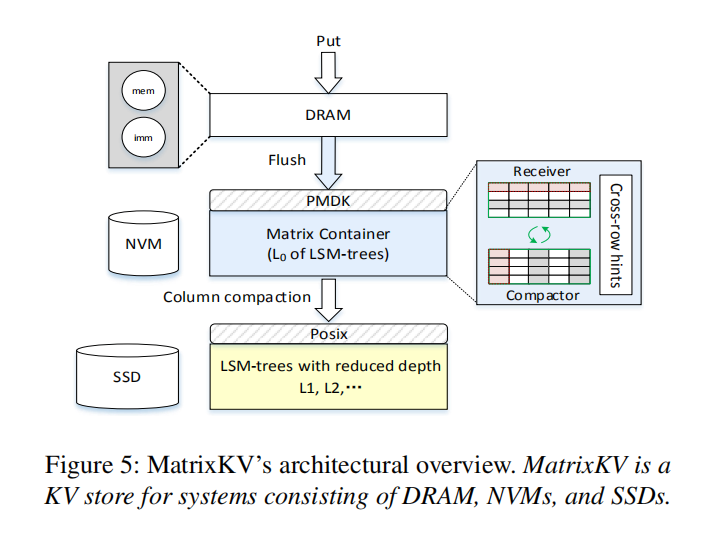 Put
mem
imm
DRAM
Flush
PMDK
NVM
Matrix Container
(L₀ of LSM-trees)
Receiver
Compactor
Cross-row hints
Column compaction
Posix
SSD
LSM-trees with reduced depth
L1, L2,···
Figure 5: MatrixKV's architectural overview. MatrixKV is a
KV store for systems consisting of DRAM, NVMs, and SSDs.